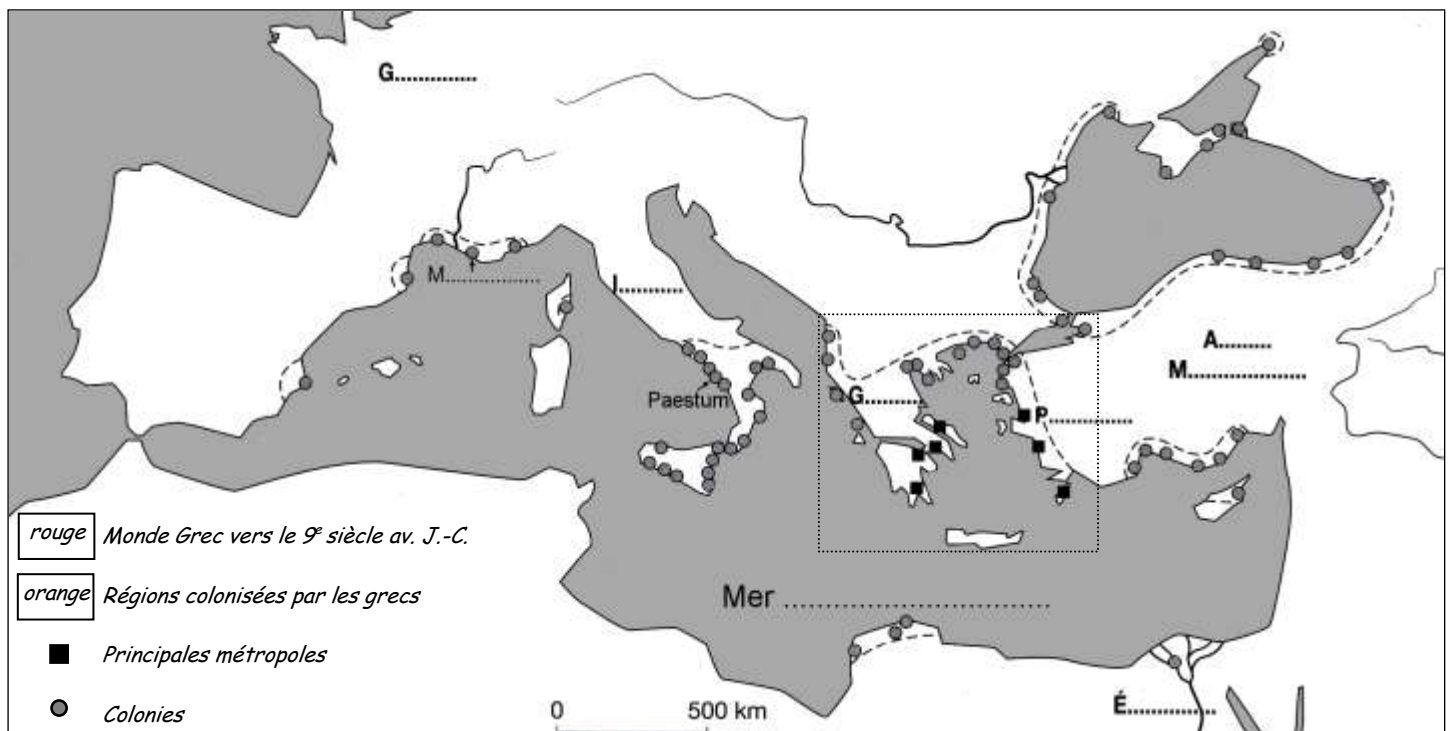 G..............
M................
I............
A.........
M....................
Paestum
G..........
P..............
rouge Monde Grec vers le 9e siècle av. J.-C.
orange Régions colonisées par les grecs
Mer ..............................
Principales métropoles
Colonies
0 500 km
É...............